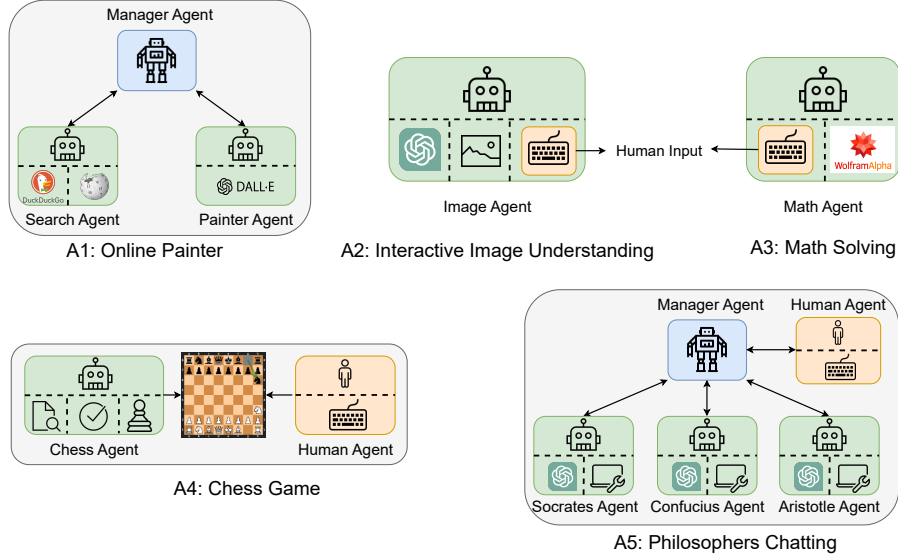 Manager Agent
DuckDuckGo
Search Agent
DALL·E
Painter Agent
A1: Online Painter
Human Input
Image Agent
A2: Interactive Image Understanding
WolframAlpha
Math Agent
A3: Math Solving
Chess Agent
Human Agent
A4: Chess Game
Manager Agent
Human Agent
Socrates Agent
Confucius Agent
Aristotle Agent
A5: Philosophers Chatting